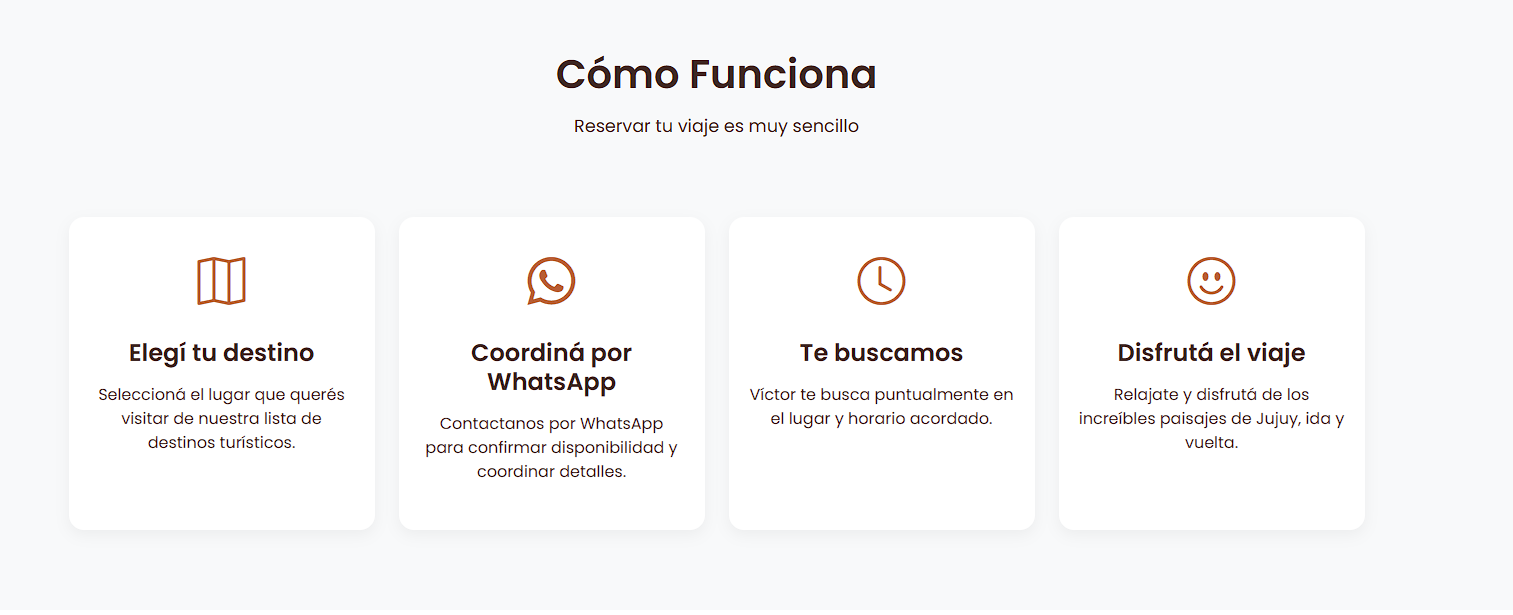 Cómo Funciona
Reservar tu viaje es muy sencillo
Elegí tu destino
Seleccioná el lugar que querés
visitar de nuestra lista de
destinos turísticos.
Coordiná por
WhatsApp
Contactanos por WhatsApp
para confirmar disponibilidad y
coordinar detalles.
Te buscamos
Víctor te busca puntualmente en
el lugar y horario acordado.
Disfrutá el viaje
Relajate y disfrutá de los
increíbles paisajes de Jujuy, ida y
vuelta.